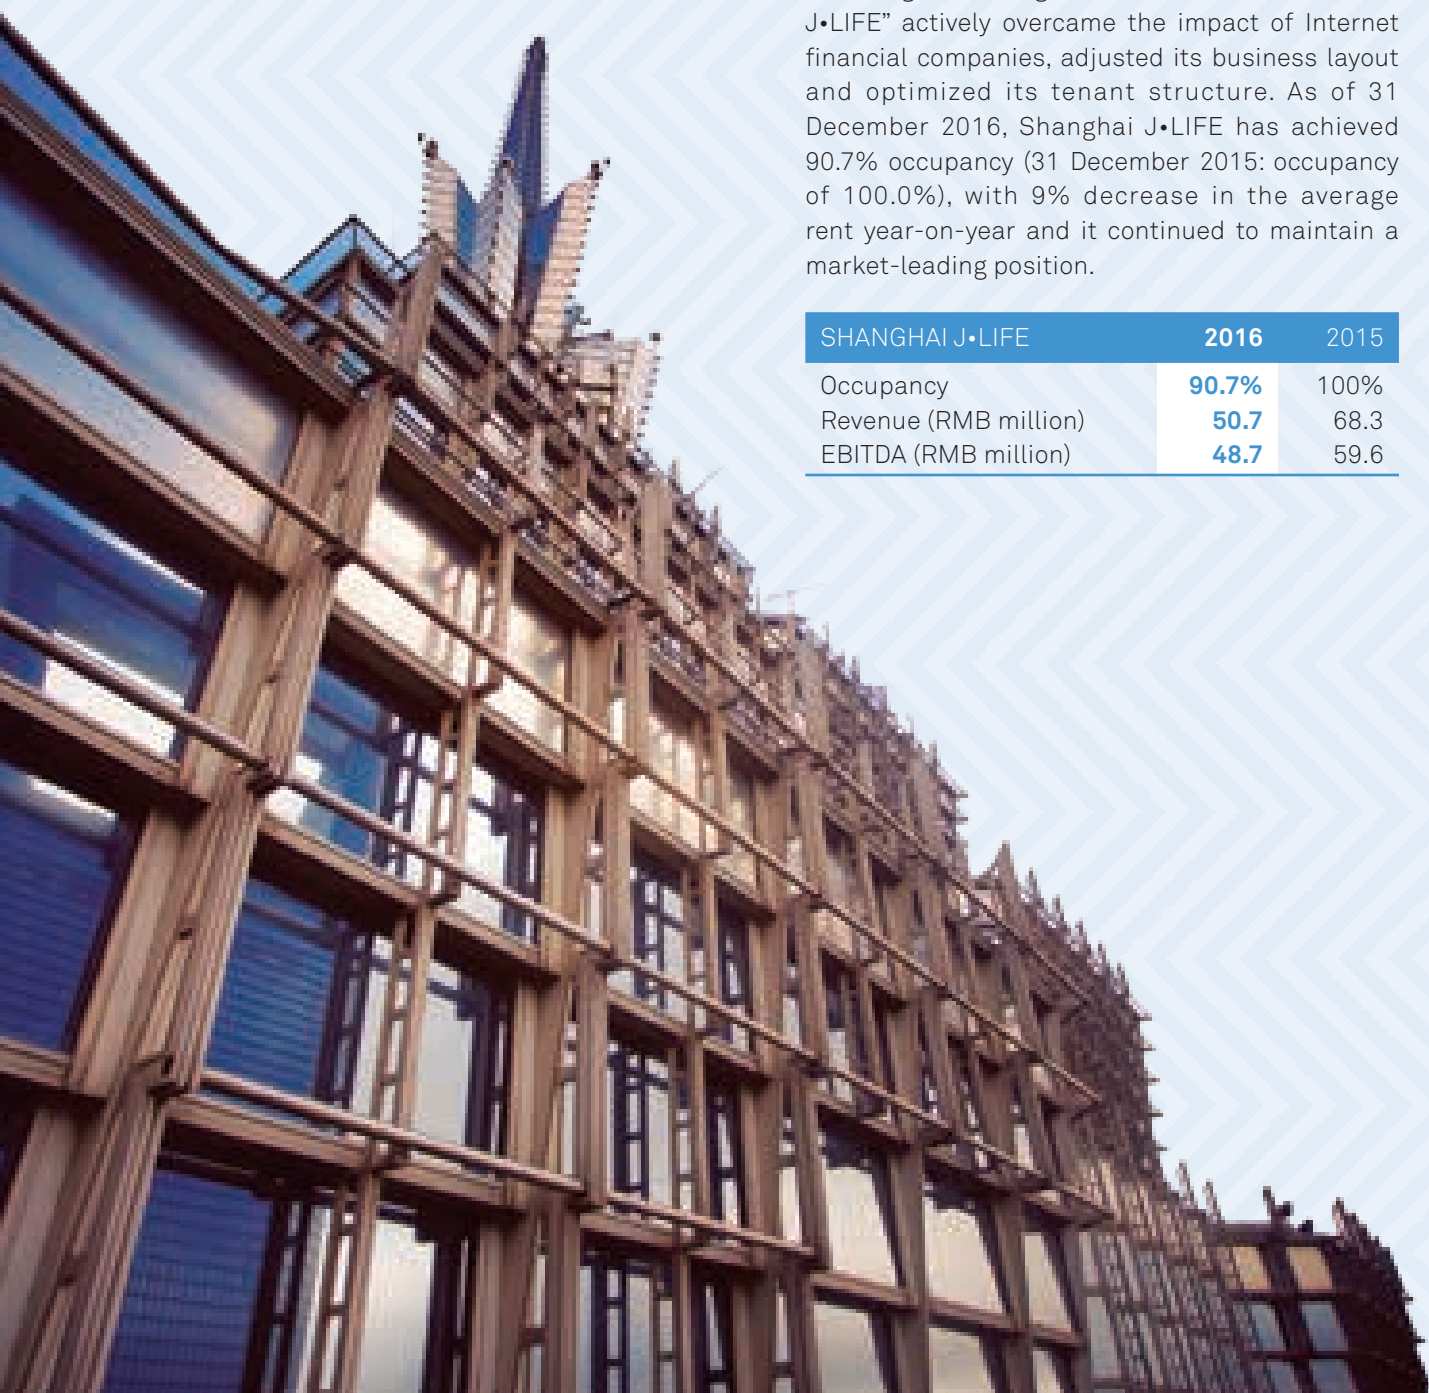 J•LIFE” actively overcame the impact of Internet
financial companies, adjusted its business layout
and optimized its tenant structure. As of 31
December 2016, Shanghai J•LIFE has achieved
90.7% occupancy (31 December 2015: occupancy
of 100.0%), with 9% decrease in the average
rent year-on-year and it continued to maintain a
market-leading position.
SHANGHAI J•LIFE 2016 2015
Occupancy 90.7% 100%
Revenue (RMB million) 50.7 68.3
EBITDA (RMB million) 48.7 59.6